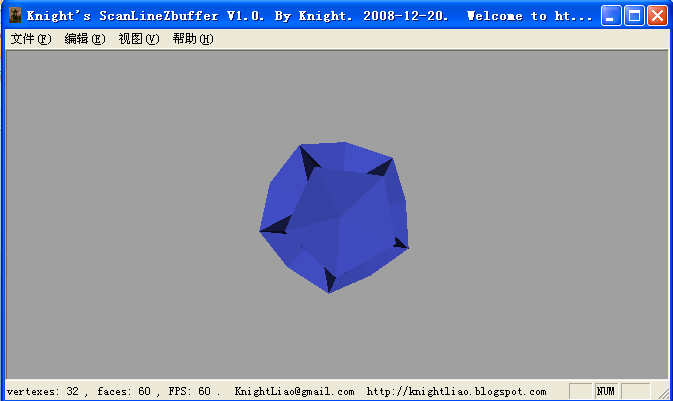 Knight's ScanLineZbuffer V1.0. By Knight. 2008-12-20.  Welcome to ht...
文件(F) 编辑(E) 视图(V) 帮助(H)
vertexes: 32 , faces: 60 , FPS: 60 .  KnightLiao@gmail.com  http://knightliao.blogspot.com NUM